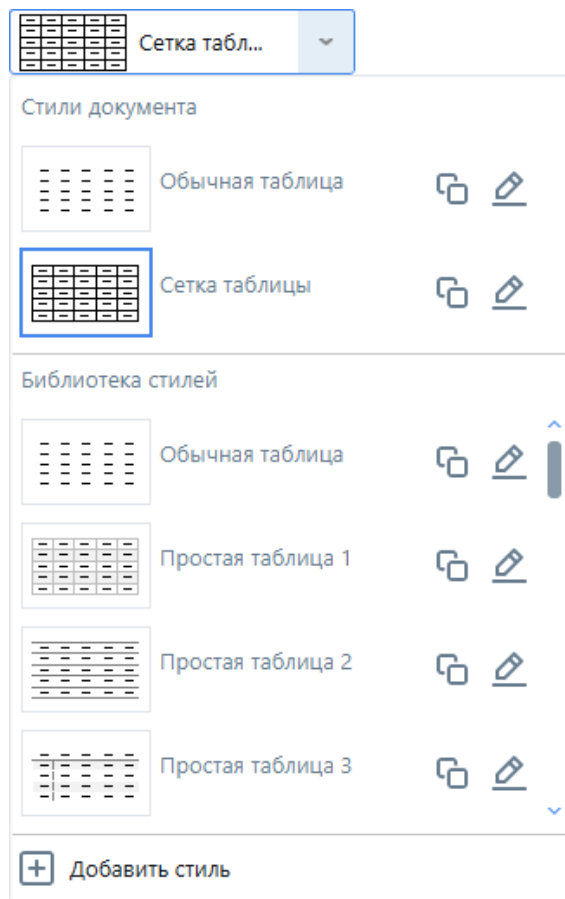 Сетка табл...
Стили документа
Обычная таблица
Сетка таблицы
Библиотека стилей
Обычная таблица
Простая таблица 1
Простая таблица 2
Простая таблица 3
Добавить стиль